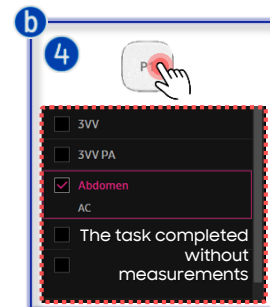 b
4
P
3VV
3VV PA
Abdomen
AC
The task completed
without
measurements